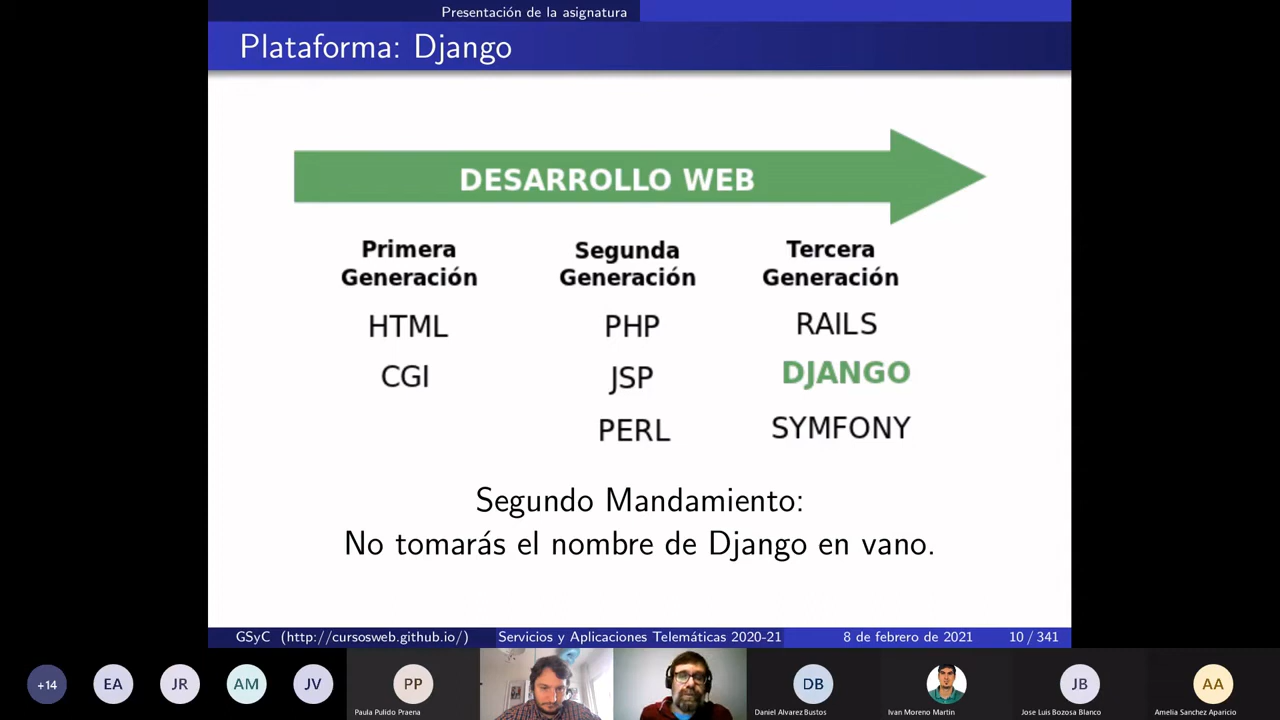 Presentación de la asignatura
Plataforma: Django
DESARROLLO WEB
Primera
Generación
HTML
CGI
Segunda
Generación
PHP
JSP
PERL
Tercera
Generación
RAILS
DJANGO
SYMFONY
Segundo Mandamiento:
No tomarás el nombre de Django en vano.
GSyC (http://cursosweb.github.io/) Servicios y Aplicaciones Telemáticas 2020-21 8 de febrero de 2021 10 / 341
+14 EA JR AM JV PP DB JB AA
Paula Pulido Praena Daniel Alvarez Bustos Ivan Moreno Martin Jose Luis Bozosa Blanco Amelia Sanchez Aparicio